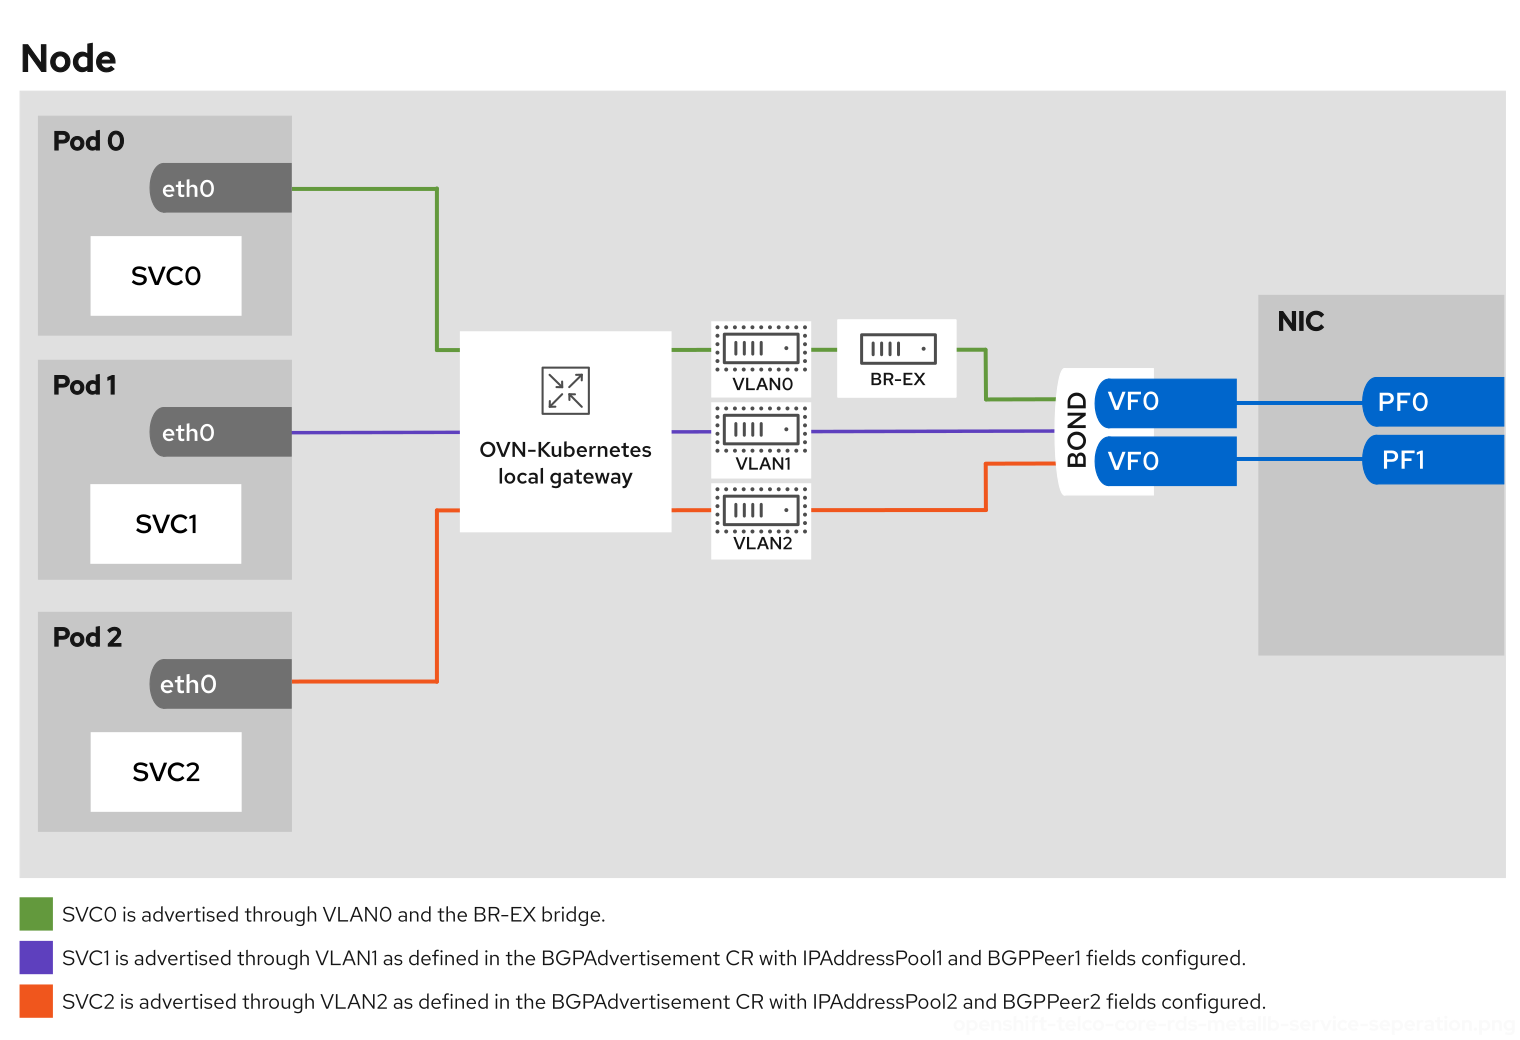 Node
Pod 0
eth0
SVC0
Pod 1
eth0
SVC1
Pod 2
eth0
SVC2
OVN-Kubernetes
local gateway
VLAN0
BR-EX
VLAN1
VLAN2
BOND
VF0
VF0
NIC
PF0
PF1
SVC0 is advertised through VLAN0 and the BR-EX bridge.
SVC1 is advertised through VLAN1 as defined in the BGPAdvertisement CR with IPAddressPool1 and BGPPeer1 fields configured.
SVC2 is advertised through VLAN2 as defined in the BGPAdvertisement CR with IPAddressPool2 and BGPPeer2 fields configured.
openshift-telco-core-rds-metallb-service-seperation.png